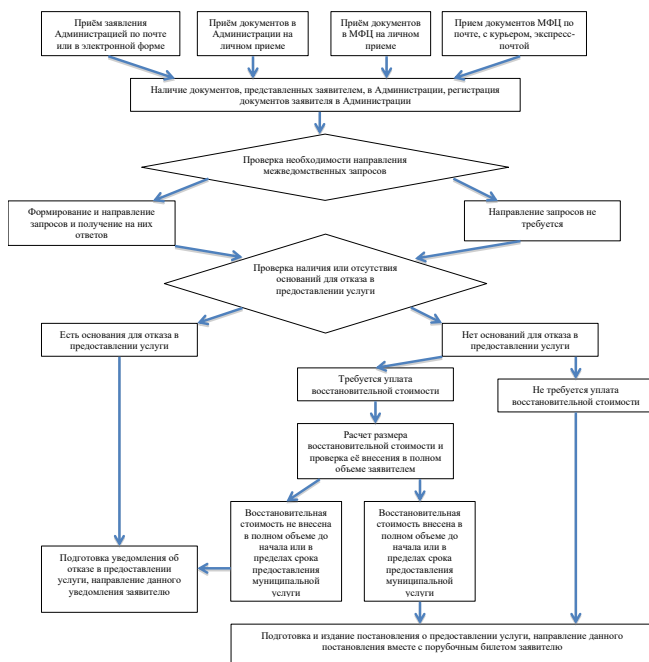 Приём заявления
Администрацией по почте
или в электронной форме
Приём документов в
Администрации на
личном приеме
Приём документов
в МФЦ на личном
приеме
Прием документов МФЦ по
почте, с курьером, экспресс-
почтой
Наличие документов, представленных заявителем, в Администрации, регистрация
документов заявителя в Администрации
Проверка необходимости направления
межведомственных запросов
Формирование и направление
запросов и получение на них
ответов
Направление запросов не
требуется
Проверка наличия или отсутствия
оснований для отказа в
предоставлении услуги
Есть основания для отказа в
предоставлении услуги
Нет оснований для отказа в
предоставлении услуги
Требуется уплата
восстановительной стоимости
Не требуется уплата
восстановительной стоимости
Расчет размера
восстановительной стоимости и
проверка её внесения в полном
объеме заявителем
Восстановительная
стоимость не внесена
в полном объеме до
начала или в
пределах срока
предоставления
муниципальной
услуги
Восстановительная
стоимость внесена в
полном объеме до
начала или в
пределах срока
предоставления
муниципальной
услуги
Подготовка уведомления об
отказе в предоставлении
услуги, направление данного
уведомления заявителю
Подготовка и издание постановления о предоставлении услуги, направление данного
постановления вместе с порубочным билетом заявителю